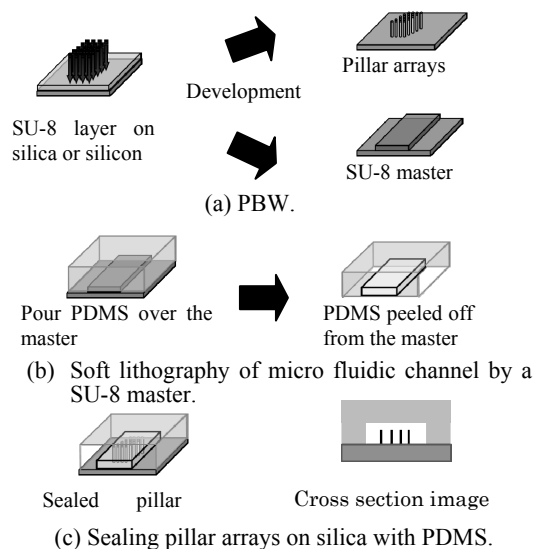 Pillar arrays
Development
SU-8 layer on
silica or silicon
SU-8 master
(a) PBW.
Pour PDMS over the
master
PDMS peeled off
from the master
(b) Soft lithography of micro fluidic channel by a
SU-8 master.
Sealed pillar
Cross section image
(c) Sealing pillar arrays on silica with PDMS.